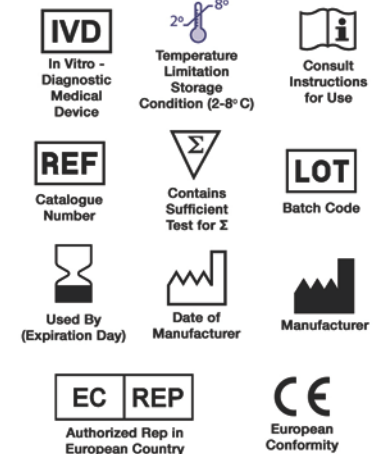 IVD
In Vitro -
Diagnostic
Medical
Device
2° 8°
Temperature
Limitation
Storage
Condition (2-8°C)
i
Consult
Instructions
for Use
REF
Catalogue
Number
Σ
Contains
Sufficient
Test for Σ
LOT
Batch Code
Used By
(Expiration Day)
Date of
Manufacturer
Manufacturer
EC REP
Authorized Rep in
European Country
CE
European
Conformity